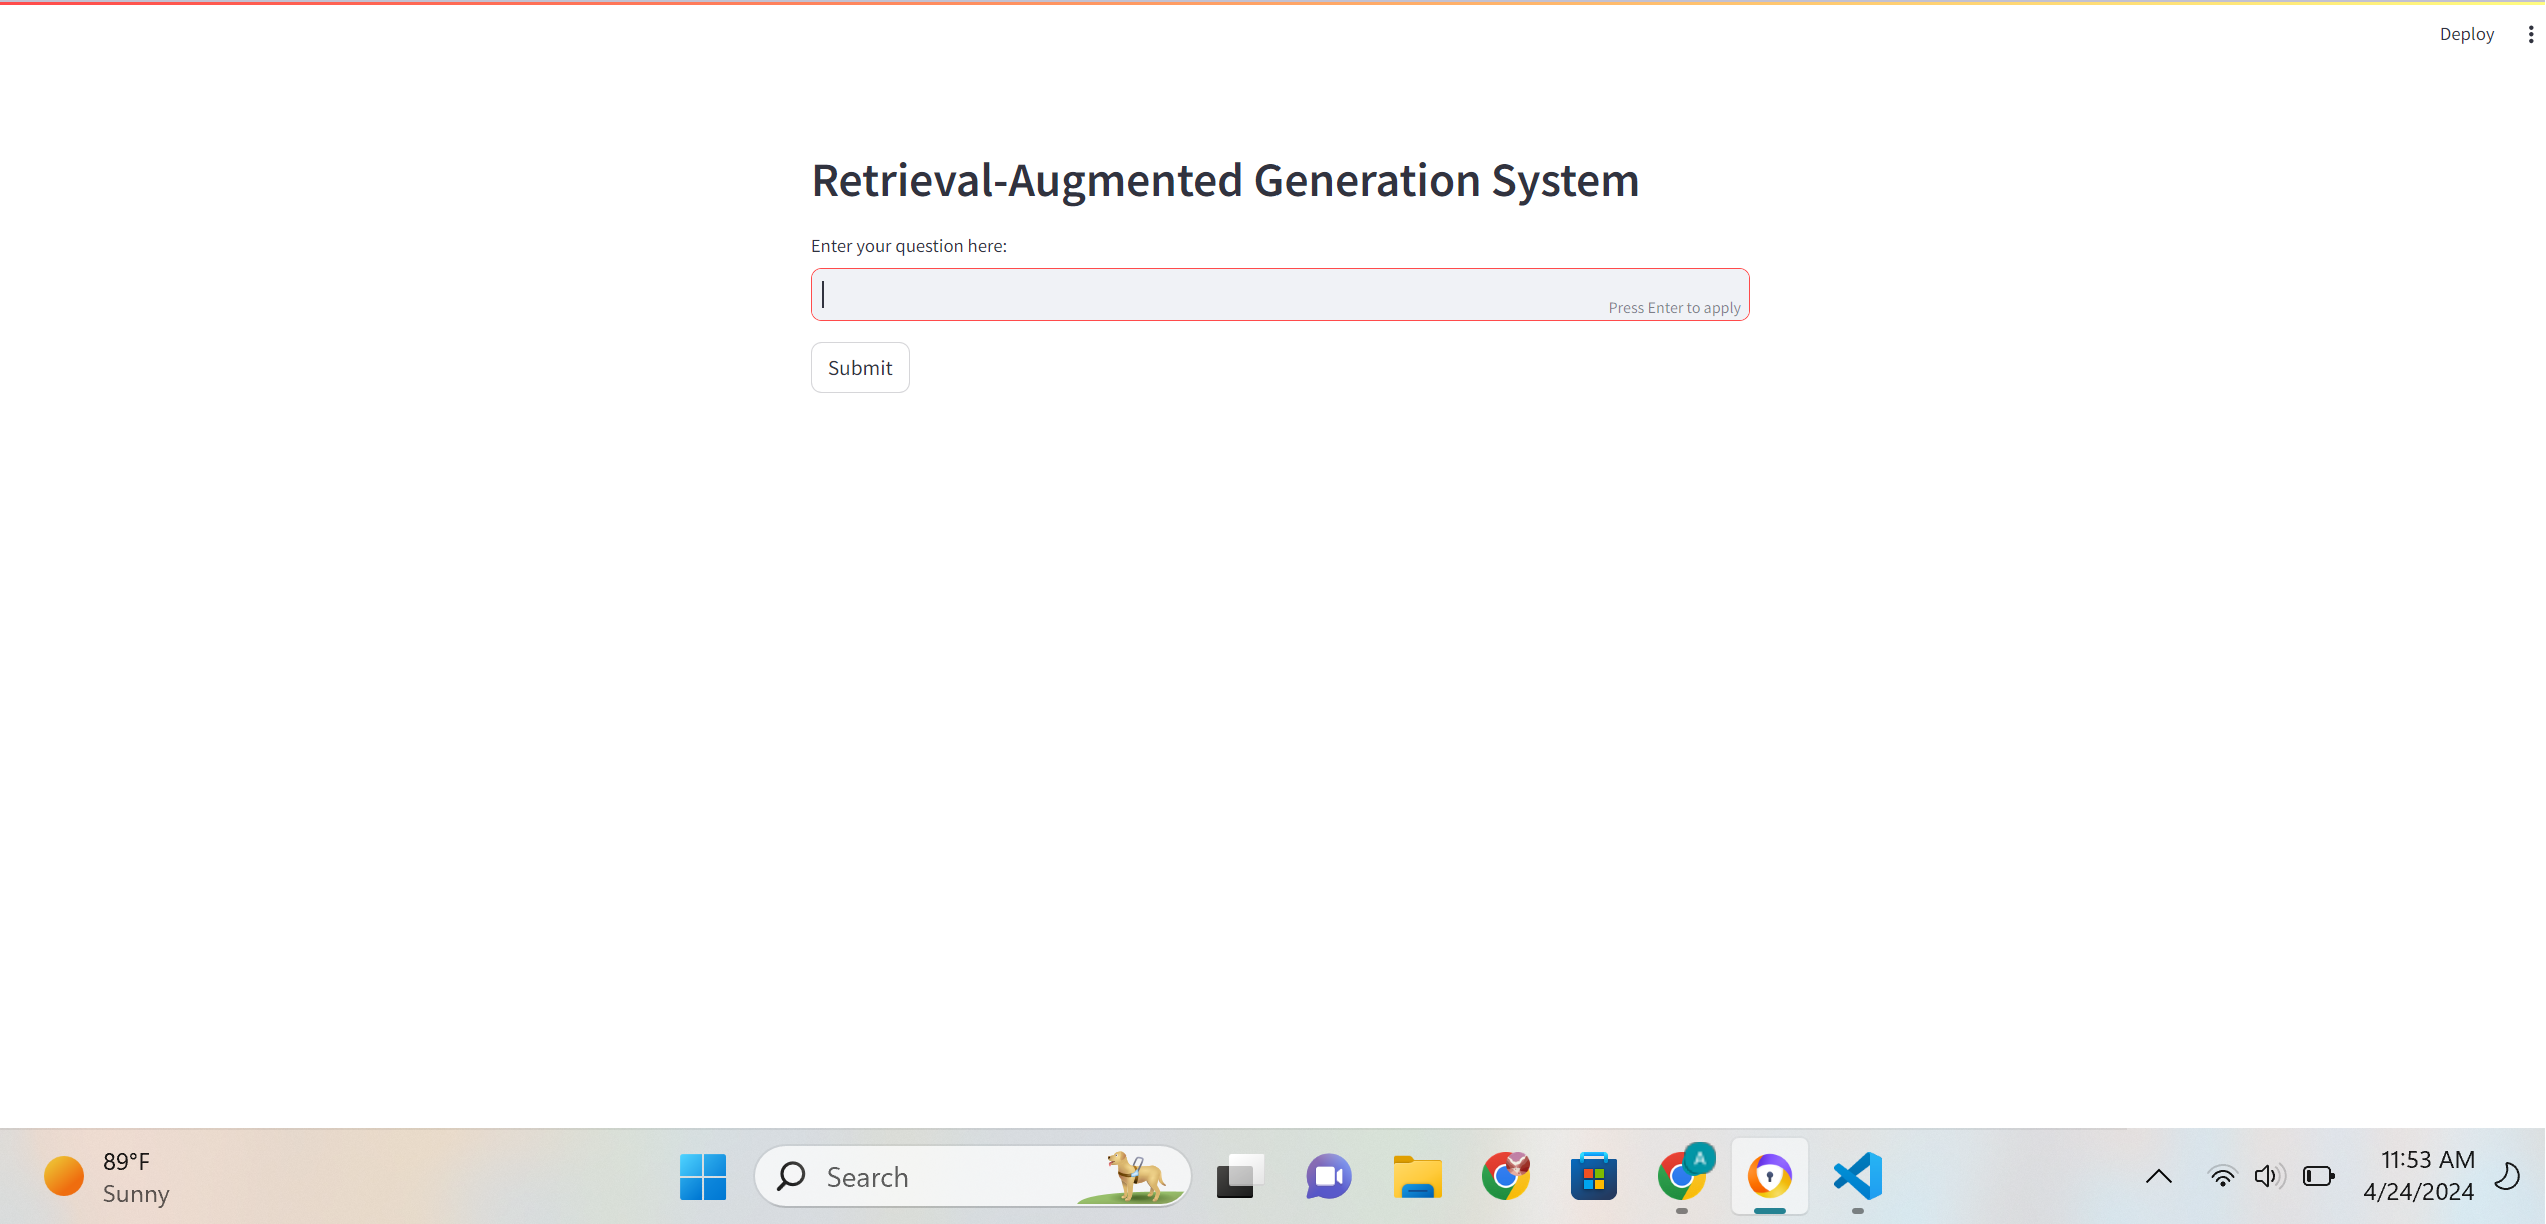 Deploy
Retrieval-Augmented Generation System
Enter your question here:
Press Enter to apply
Submit
89°F
Sunny
Search
A
11:53 AM
4/24/2024